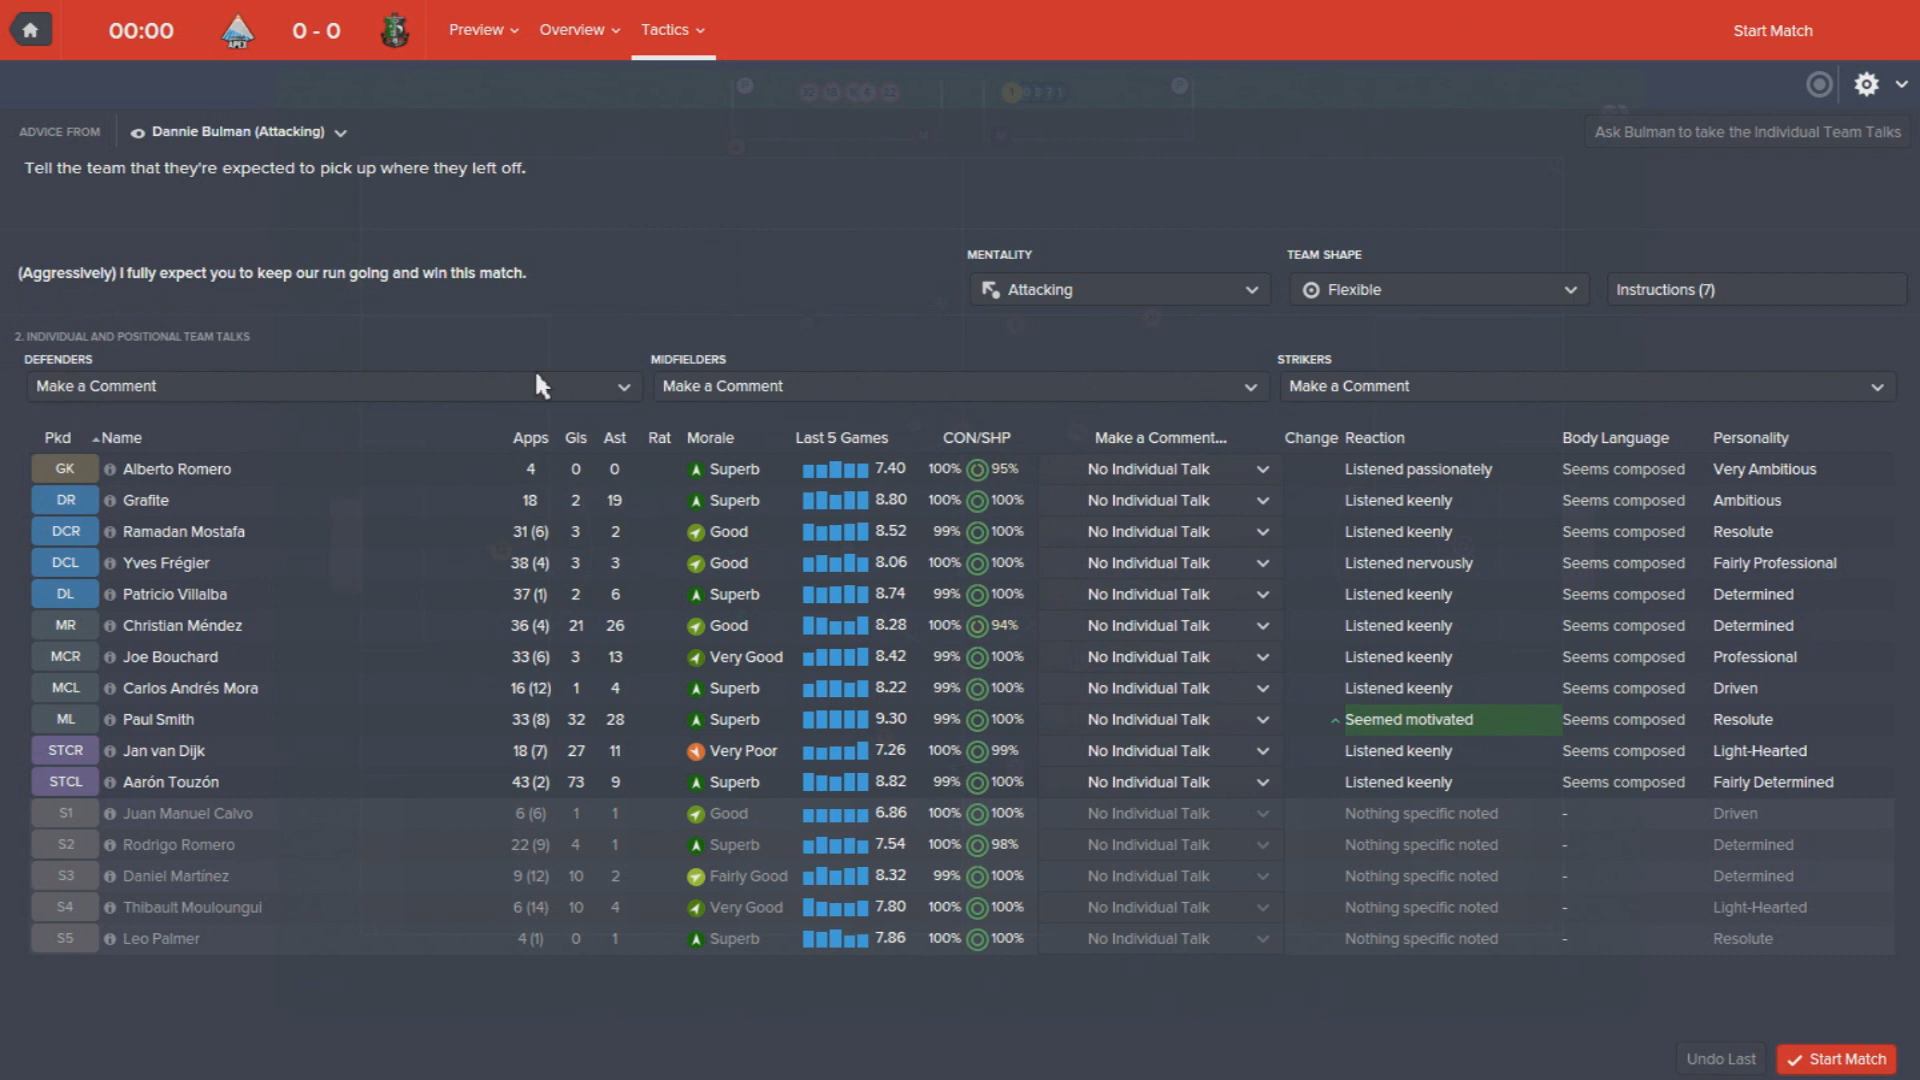 00:00 APEX 0 - 0 Preview Overview Tactics Start Match
ADVICE FROM Dannie Bulman (Attacking) Ask Bulman to take the Individual Team Talks
Tell the team that they're expected to pick up where they left off.
MENTALITY TEAM SHAPE
(Aggressively) I fully expect you to keep our run going and win this match. Attacking Flexible Instructions (7)
2. INDIVIDUAL AND POSITIONAL TEAM TALKS
DEFENDERS MIDFIELDERS STRIKERS
Make a Comment Make a Comment Make a Comment
Pkd Name Apps Gls Ast Rat Morale Last 5 Games CON/SHP Make a Comment... Change Reaction Body Language Personality
GK Alberto Romero 4 0 0 Superb 7.40 100% 95% No Individual Talk Listened passionately Seems composed Very Ambitious
DR Grafite 18 2 19 Superb 8.80 100% 100% No Individual Talk Listened keenly Seems composed Ambitious
DCR Ramadan Mostafa 31 (6) 3 2 Good 8.52 99% 100% No Individual Talk Listened keenly Seems composed Resolute
DCL Yves Frégier 38 (4) 3 3 Good 8.06 100% 100% No Individual Talk Listened nervously Seems composed Fairly Professional
DL Patricio Villalba 37 (1) 2 6 Superb 8.74 99% 100% No Individual Talk Listened keenly Seems composed Determined
MR Christian Méndez 36 (4) 21 26 Good 8.28 100% 94% No Individual Talk Listened keenly Seems composed Determined
MCR Joe Bouchard 33 (6) 3 13 Very Good 8.42 99% 100% No Individual Talk Listened keenly Seems composed Professional
MCL Carlos Andrés Mora 16 (12) 1 4 Superb 8.22 99% 100% No Individual Talk Listened keenly Seems composed Driven
ML Paul Smith 33 (8) 32 28 Superb 9.30 99% 100% No Individual Talk Seemed motivated Seems composed Resolute
STCR Jan van Dijk 18 (7) 27 11 Very Poor 7.26 100% 99% No Individual Talk Listened keenly Seems composed Light-Hearted
STCL Aarón Touzón 43 (2) 73 9 Superb 8.82 99% 100% No Individual Talk Listened keenly Seems composed Fairly Determined
S1 Juan Manuel Calvo 6 (6) 1 1 Good 6.86 100% 100% No Individual Talk Nothing specific noted - Driven
S2 Rodrigo Romero 22 (9) 4 1 Superb 7.54 100% 98% No Individual Talk Nothing specific noted - Determined
S3 Daniel Martínez 9 (12) 10 2 Fairly Good 8.32 99% 100% No Individual Talk Nothing specific noted - Determined
S4 Thibault Mouloungui 6 (14) 10 4 Very Good 7.80 100% 100% No Individual Talk Nothing specific noted - Light-Hearted
S5 Leo Palmer 4 (1) 0 1 Superb 7.86 100% 100% No Individual Talk Nothing specific noted - Resolute
Undo Last Start Match